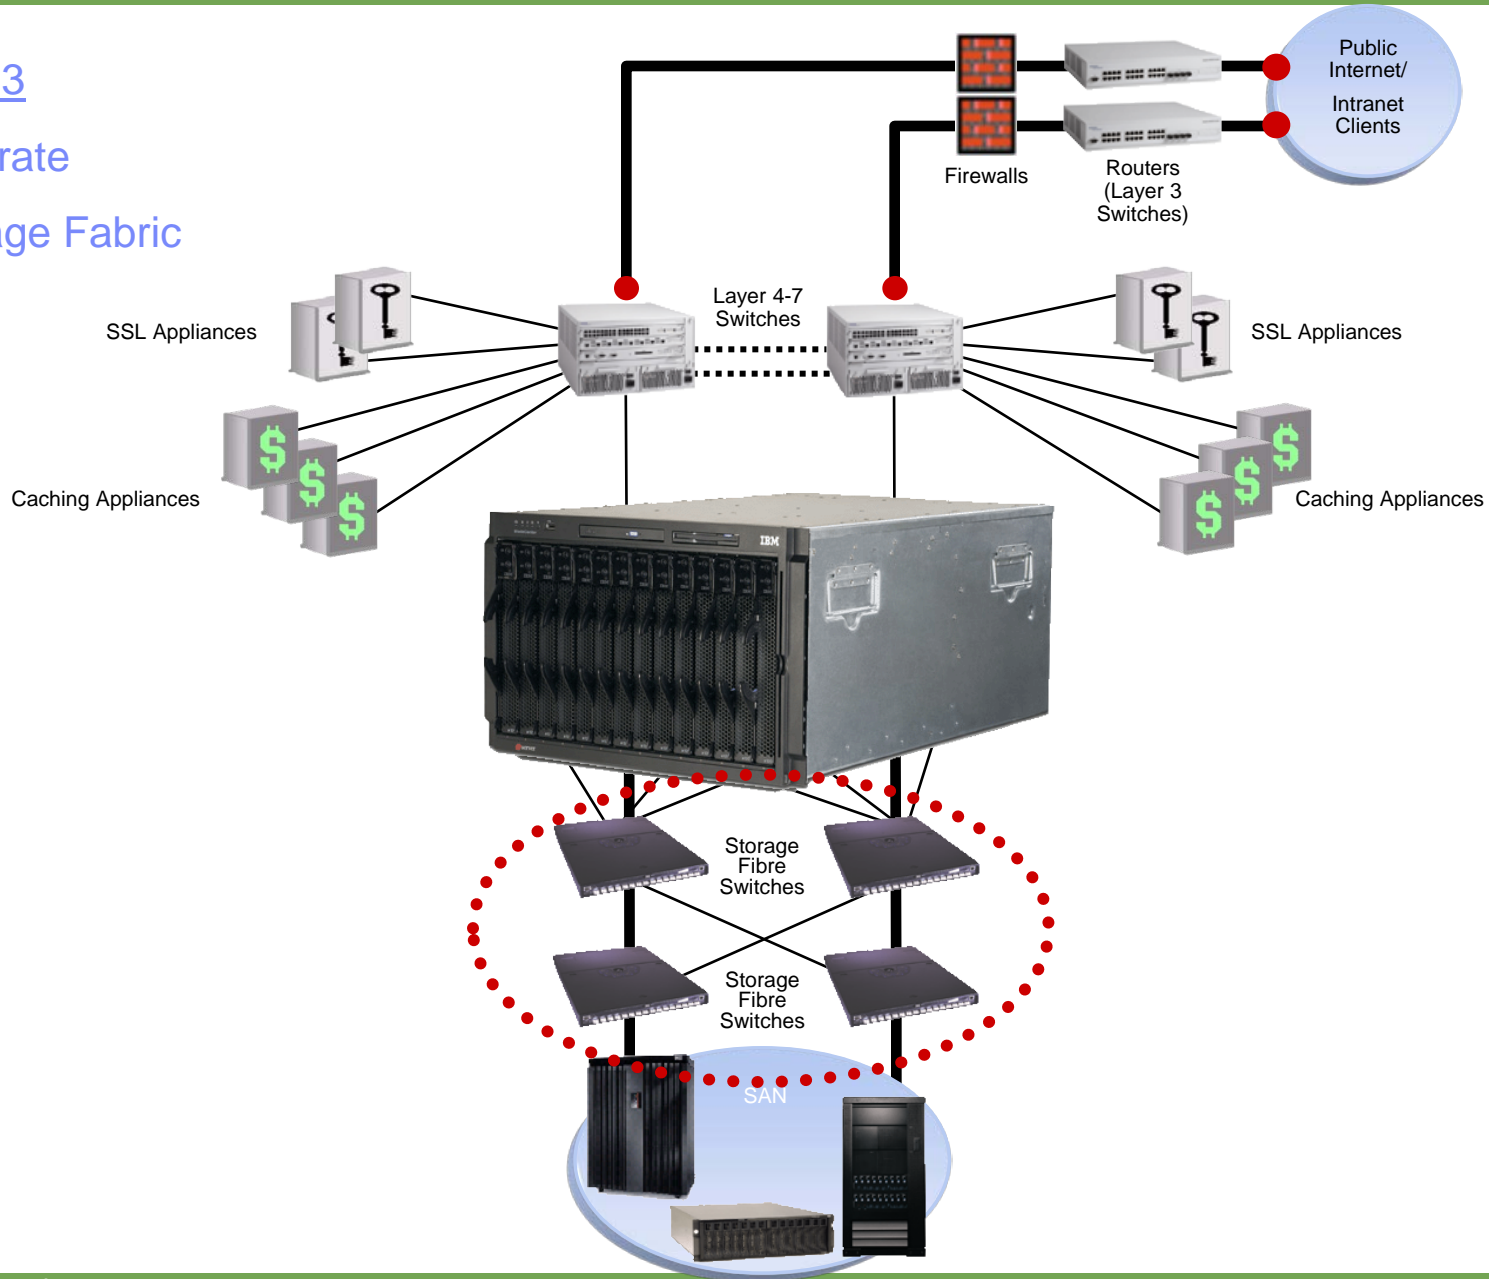 3
rate
age Fabric
Public
Internet/
Intranet
Clients
Firewalls
Routers
(Layer 3
Switches)
Layer 4-7
Switches
SSL Appliances
SSL Appliances
Caching Appliances
Caching Appliances
IBM
Storage
Fibre
Switches
Storage
Fibre
Switches
SAN